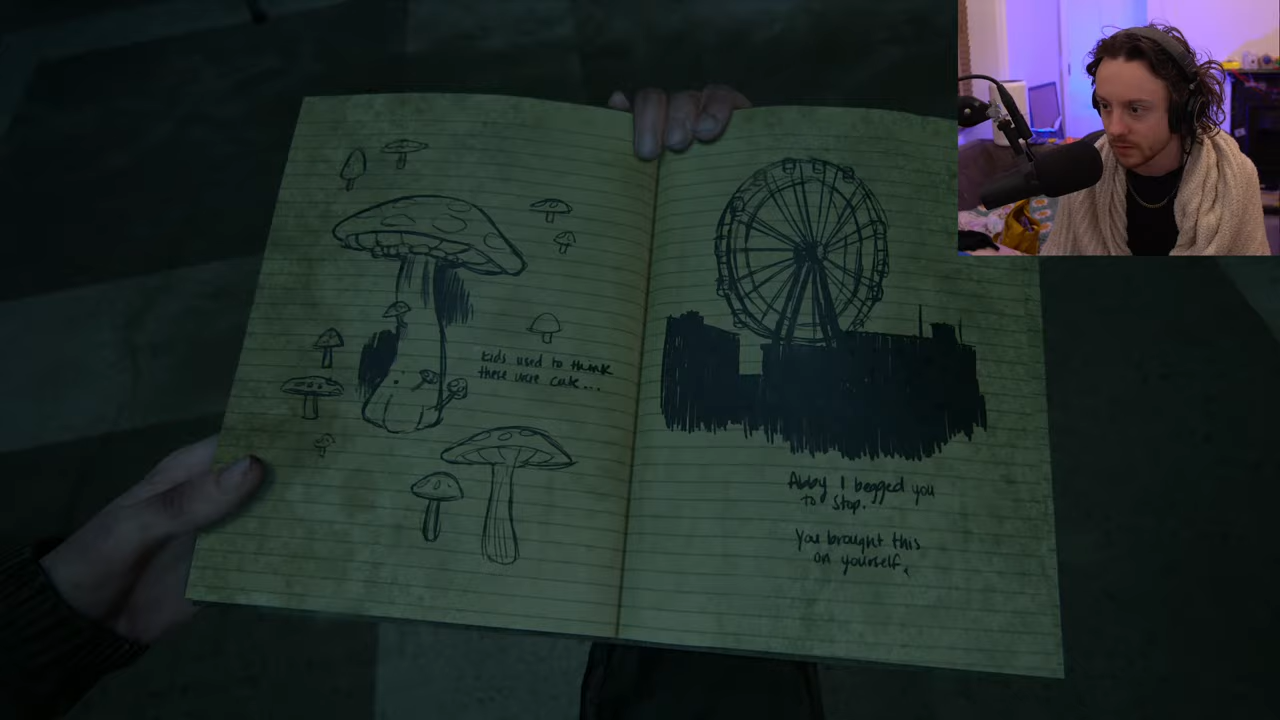 Kids used to think
these were cute...
Abby I begged you
to stop.
You brought this
on yourself.